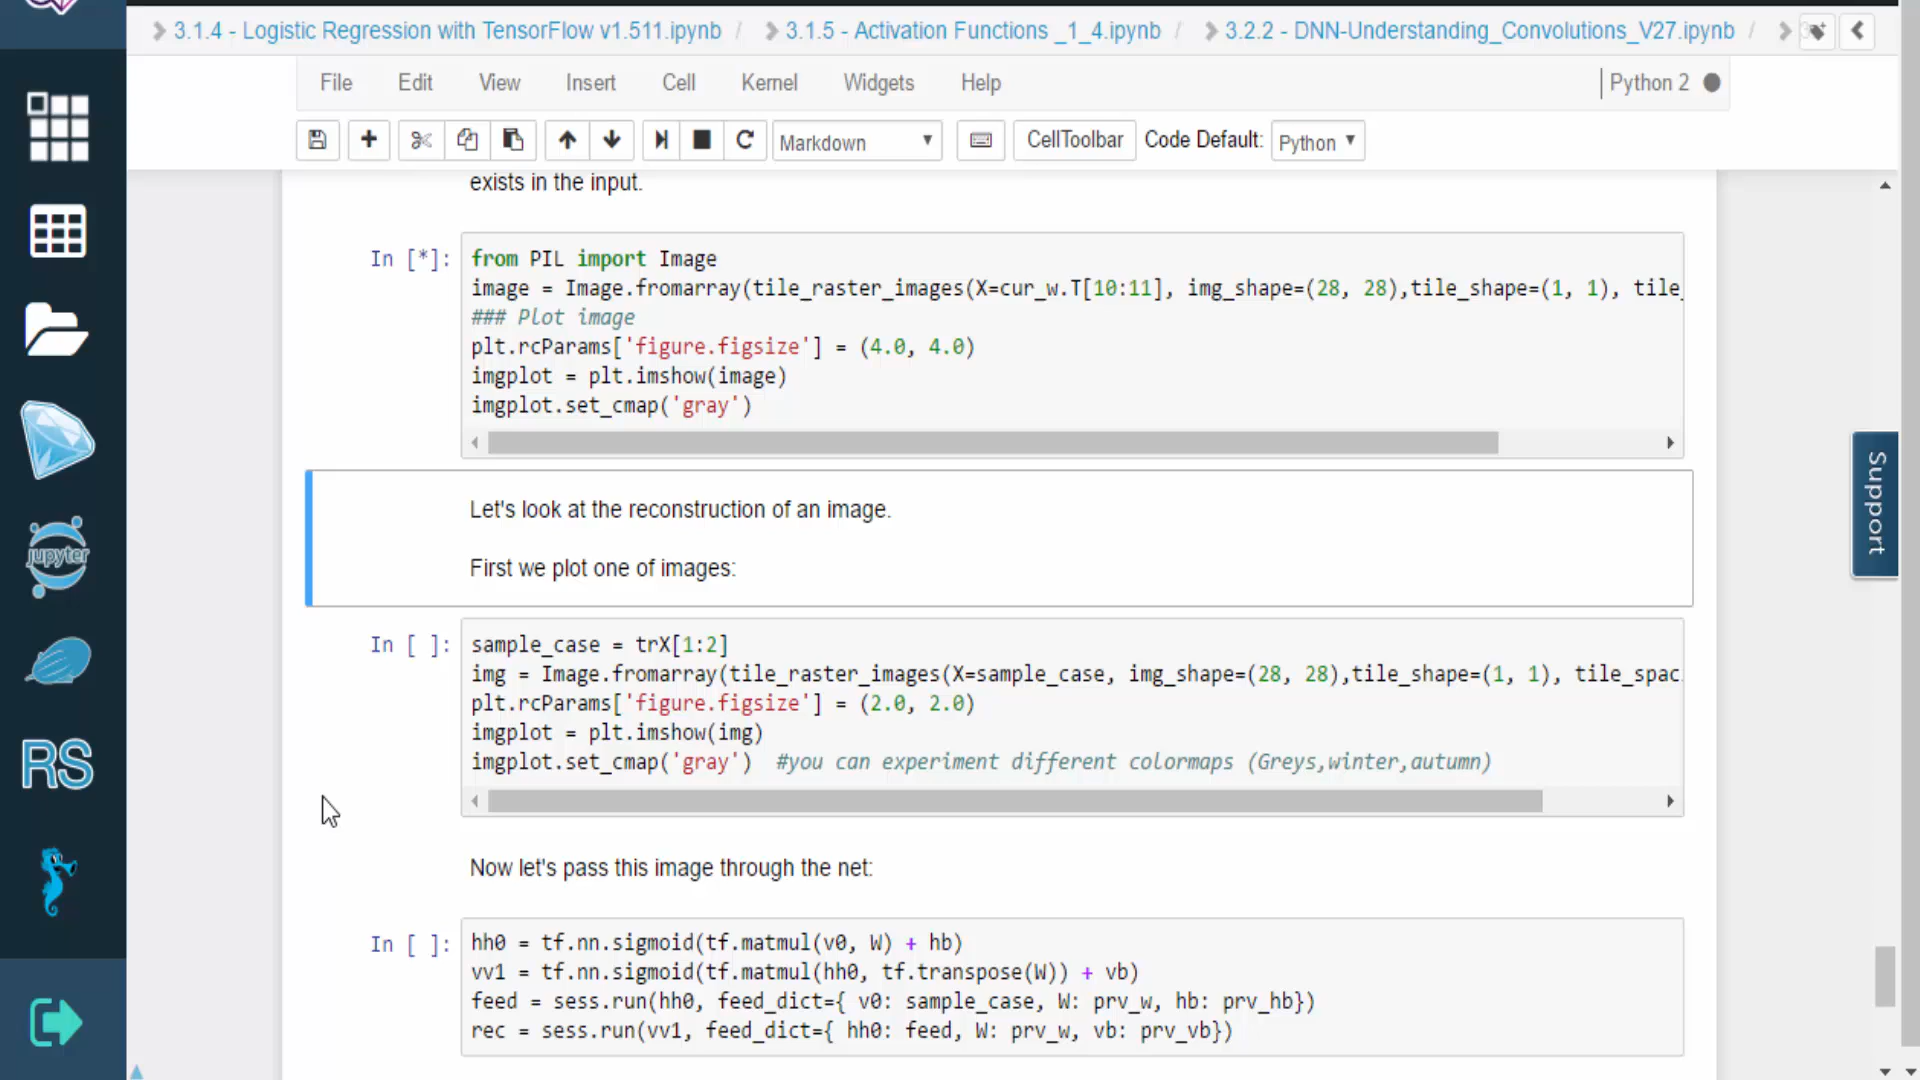 3.1.4 - Logistic Regression with TensorFlow v1.511.ipynb / 3.1.5 - Activation Functions _1_4.ipynb / 3.2.2 - DNN-Understanding_Convolutions_V27.ipynb /
File Edit View Insert Cell Kernel Widgets Help Python 2
Markdown CellToolbar Code Default: Python
exists in the input.
In [*]: from PIL import Image
image = Image.fromarray(tile_raster_images(X=cur_w.T[10:11], img_shape=(28, 28),tile_shape=(1, 1), tile_
### Plot image
plt.rcParams['figure.figsize'] = (4.0, 4.0)
imgplot = plt.imshow(image)
imgplot.set_cmap('gray')
Let's look at the reconstruction of an image.
First we plot one of images:
In [ ]: sample_case = trX[1:2]
img = Image.fromarray(tile_raster_images(X=sample_case, img_shape=(28, 28),tile_shape=(1, 1), tile_spac
plt.rcParams['figure.figsize'] = (2.0, 2.0)
imgplot = plt.imshow(img)
imgplot.set_cmap('gray')  #you can experiment different colormaps (Greys,winter,autumn)
Now let's pass this image through the net:
In [ ]: hh0 = tf.nn.sigmoid(tf.matmul(v0, W) + hb)
vv1 = tf.nn.sigmoid(tf.matmul(hh0, tf.transpose(W)) + vb)
feed = sess.run(hh0, feed_dict={ v0: sample_case, W: prv_w, hb: prv_hb})
rec = sess.run(vv1, feed_dict={ hh0: feed, W: prv_w, vb: prv_vb})
jupyter
RS
Support